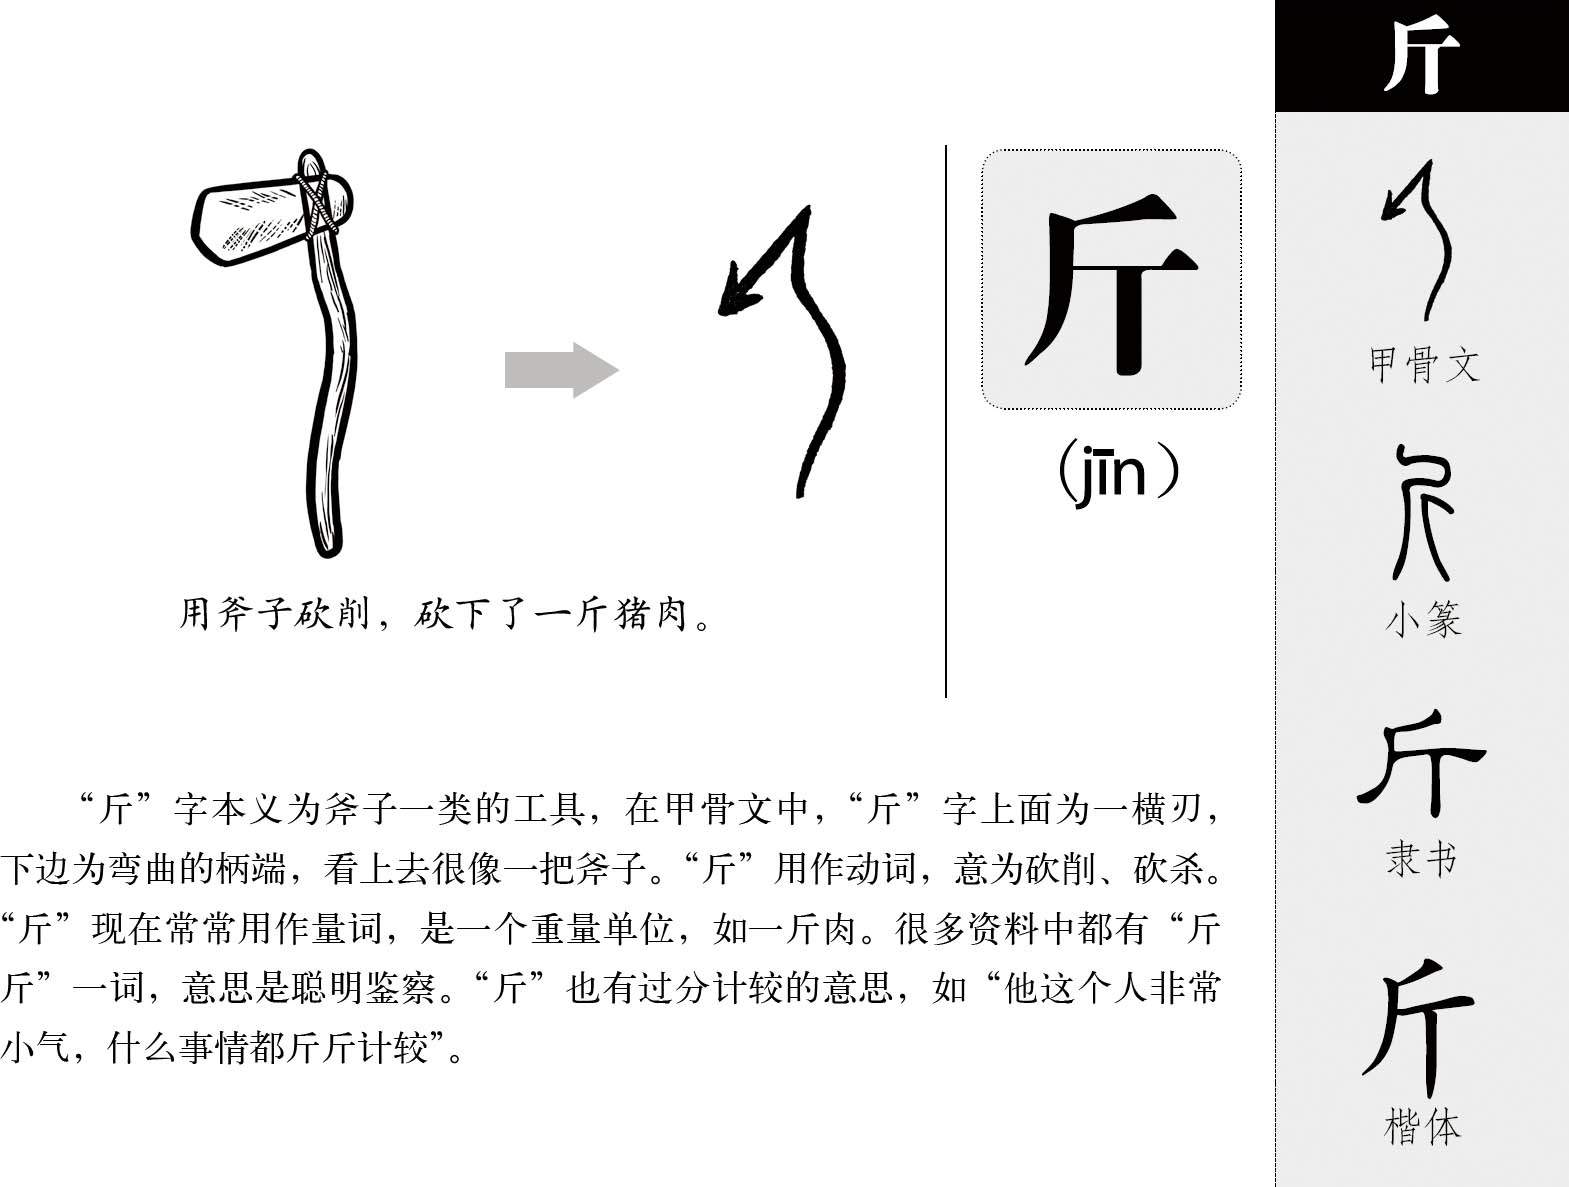 斤
斤
（jīn）
用斧子砍削，砍下了一斤猪肉。
“斤”字本义为斧子一类的工具，在甲骨文中，“斤”字上面为一横刃，
下边为弯曲的柄端，看上去很像一把斧子。“斤”用作动词，意为砍削、砍杀。
“斤”现在常常用作量词，是一个重量单位，如一斤肉。很多资料中都有“斤
斤”一词，意思是聪明鉴察。“斤”也有过分计较的意思，如“他这个人非常
小气，什么事情都斤斤计较”。
甲骨文
斤
小篆
斤
隶书
斤
楷体